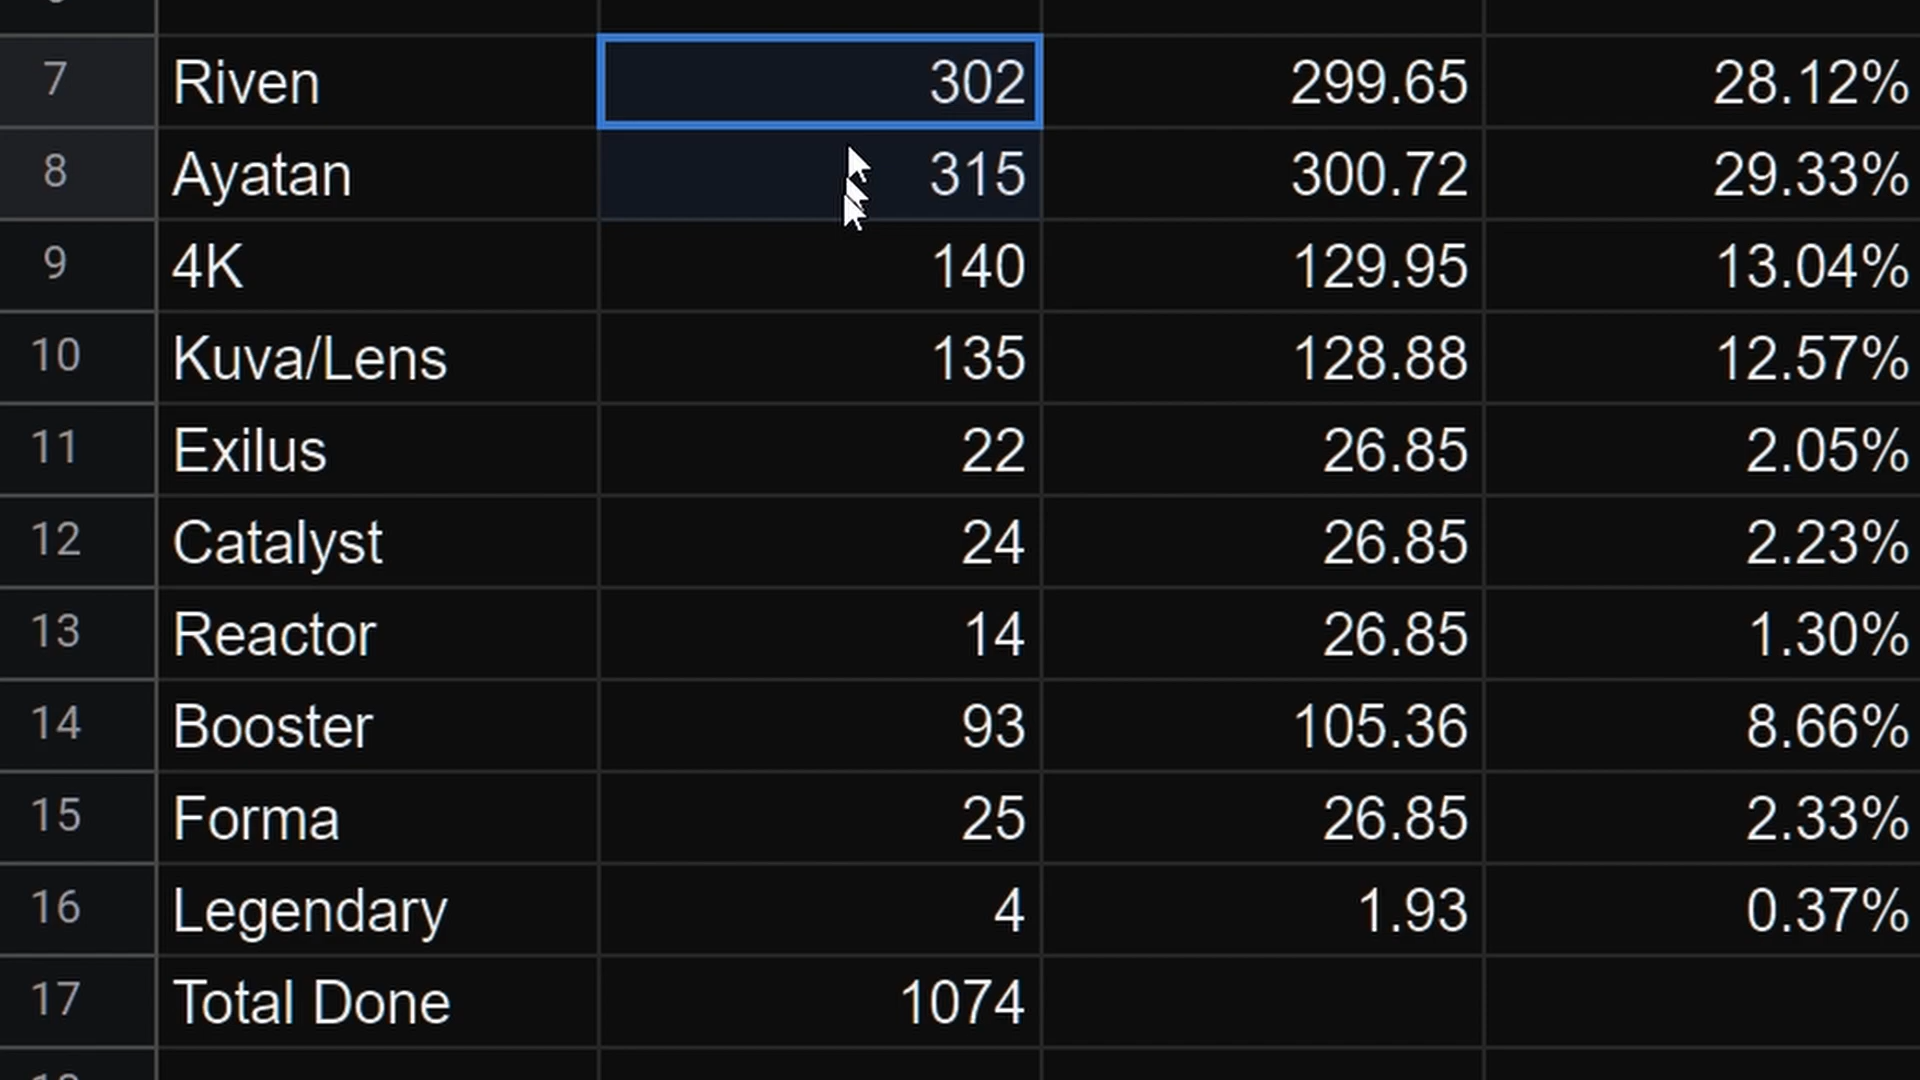 7 Riven 302 299.65 28.12%
8 Ayatan 315 300.72 29.33%
9 4K 140 129.95 13.04%
10 Kuva/Lens 135 128.88 12.57%
11 Exilus 22 26.85 2.05%
12 Catalyst 24 26.85 2.23%
13 Reactor 14 26.85 1.30%
14 Booster 93 105.36 8.66%
15 Forma 25 26.85 2.33%
16 Legendary 4 1.93 0.37%
17 Total Done 1074